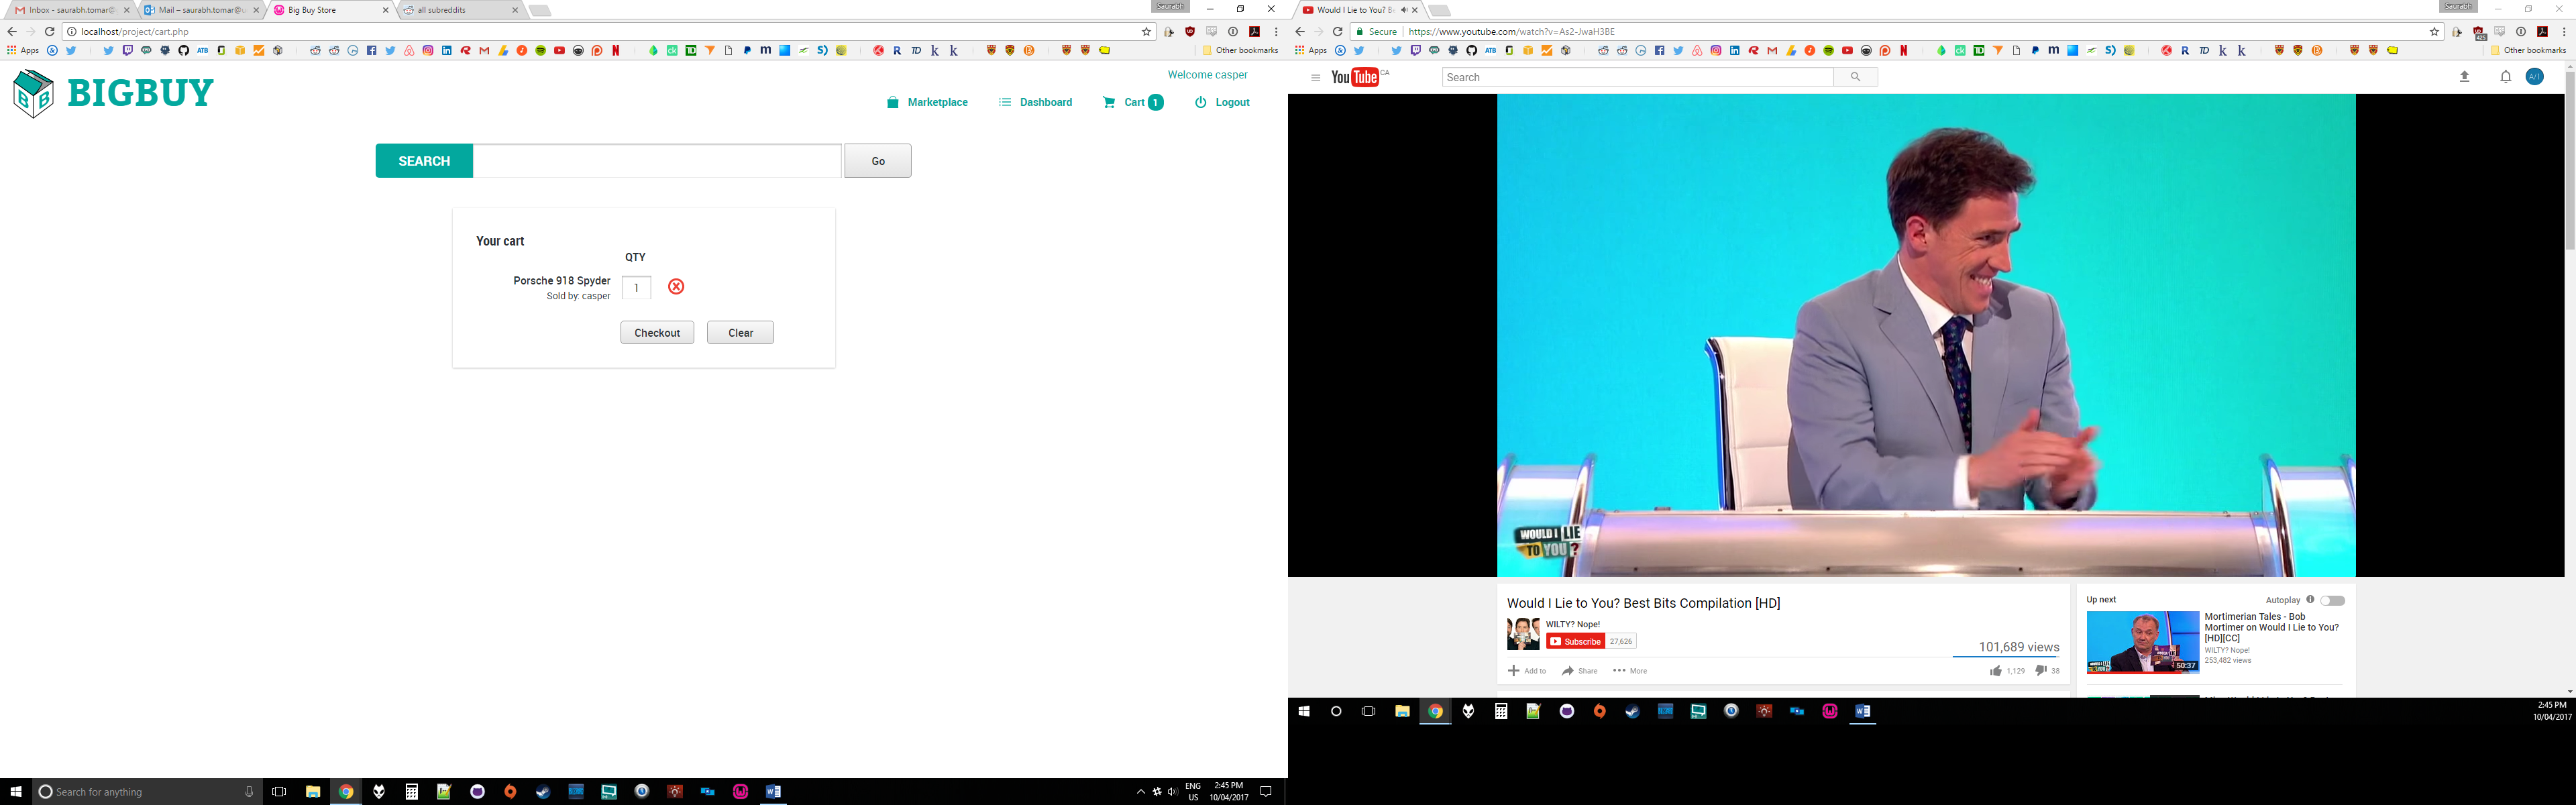 Inbox - saurabh.tomar@
Mail – saurabh.tomar@
Big Buy Store
all subreddits
Saurabh
localhost/project/cart.php
Apps
Other bookmarks
BIGBUY
Welcome casper
Marketplace
Dashboard
Cart 1
Logout
SEARCH
Go
Your cart
QTY
Porsche 918 Spyder
1
Sold by: casper
Checkout
Clear
Search for anything
ENG
US
2:45 PM
10/04/2017
Would I Lie to You? B
Saurabh
Secure
https://www.youtube.com/watch?v=As2-JwaH3BE
Apps
Other bookmarks
YouTube CA
Search
WOULD I LIE
TO YOU?
Would I Lie to You? Best Bits Compilation [HD]
WILTY? Nope!
Subscribe 27,626
101,689 views
Add to
Share
More
1,129
38
Up next
Autoplay
Mortimerian Tales - Bob
Mortimer on Would I Lie to You?
[HD][CC]
WILTY? Nope!
253,482 views
50:37
2:45 PM
10/04/2017